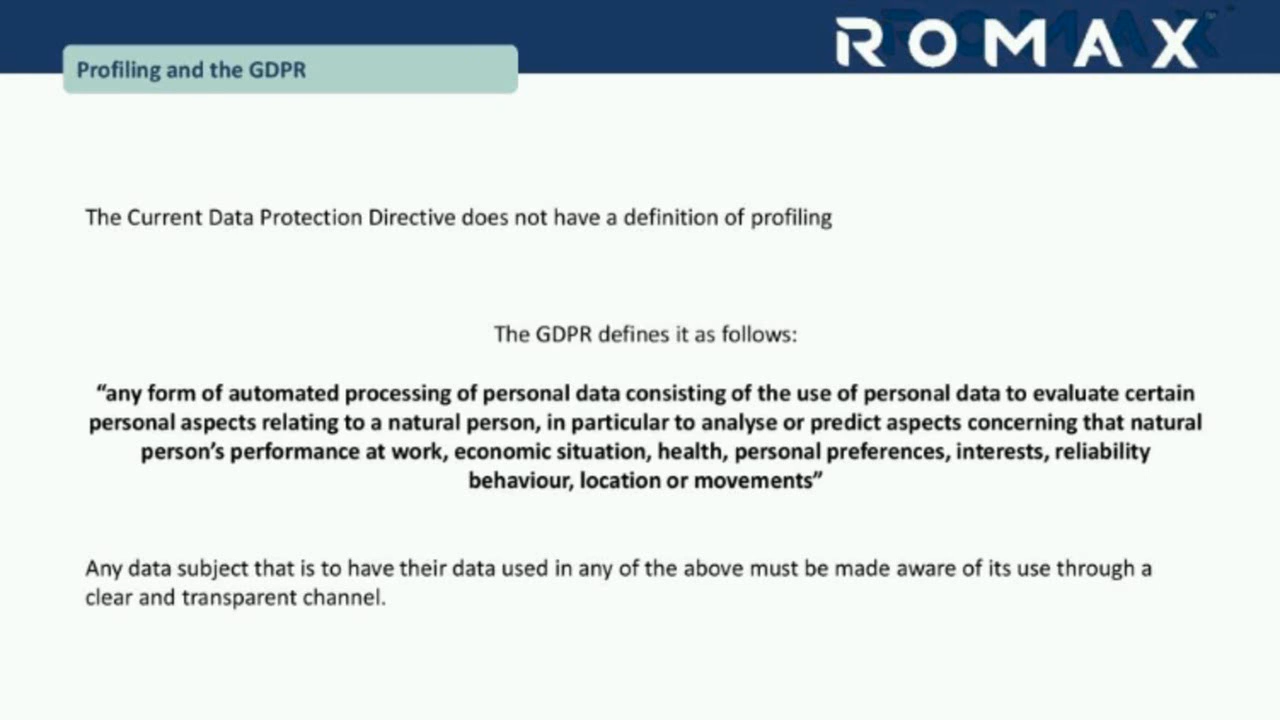 ROMAX
Profiling and the GDPR
The Current Data Protection Directive does not have a definition of profiling
The GDPR defines it as follows:
“any form of automated processing of personal data consisting of the use of personal data to evaluate certain
personal aspects relating to a natural person, in particular to analyse or predict aspects concerning that natural
person’s performance at work, economic situation, health, personal preferences, interests, reliability
behaviour, location or movements”
Any data subject that is to have their data used in any of the above must be made aware of its use through a
clear and transparent channel.